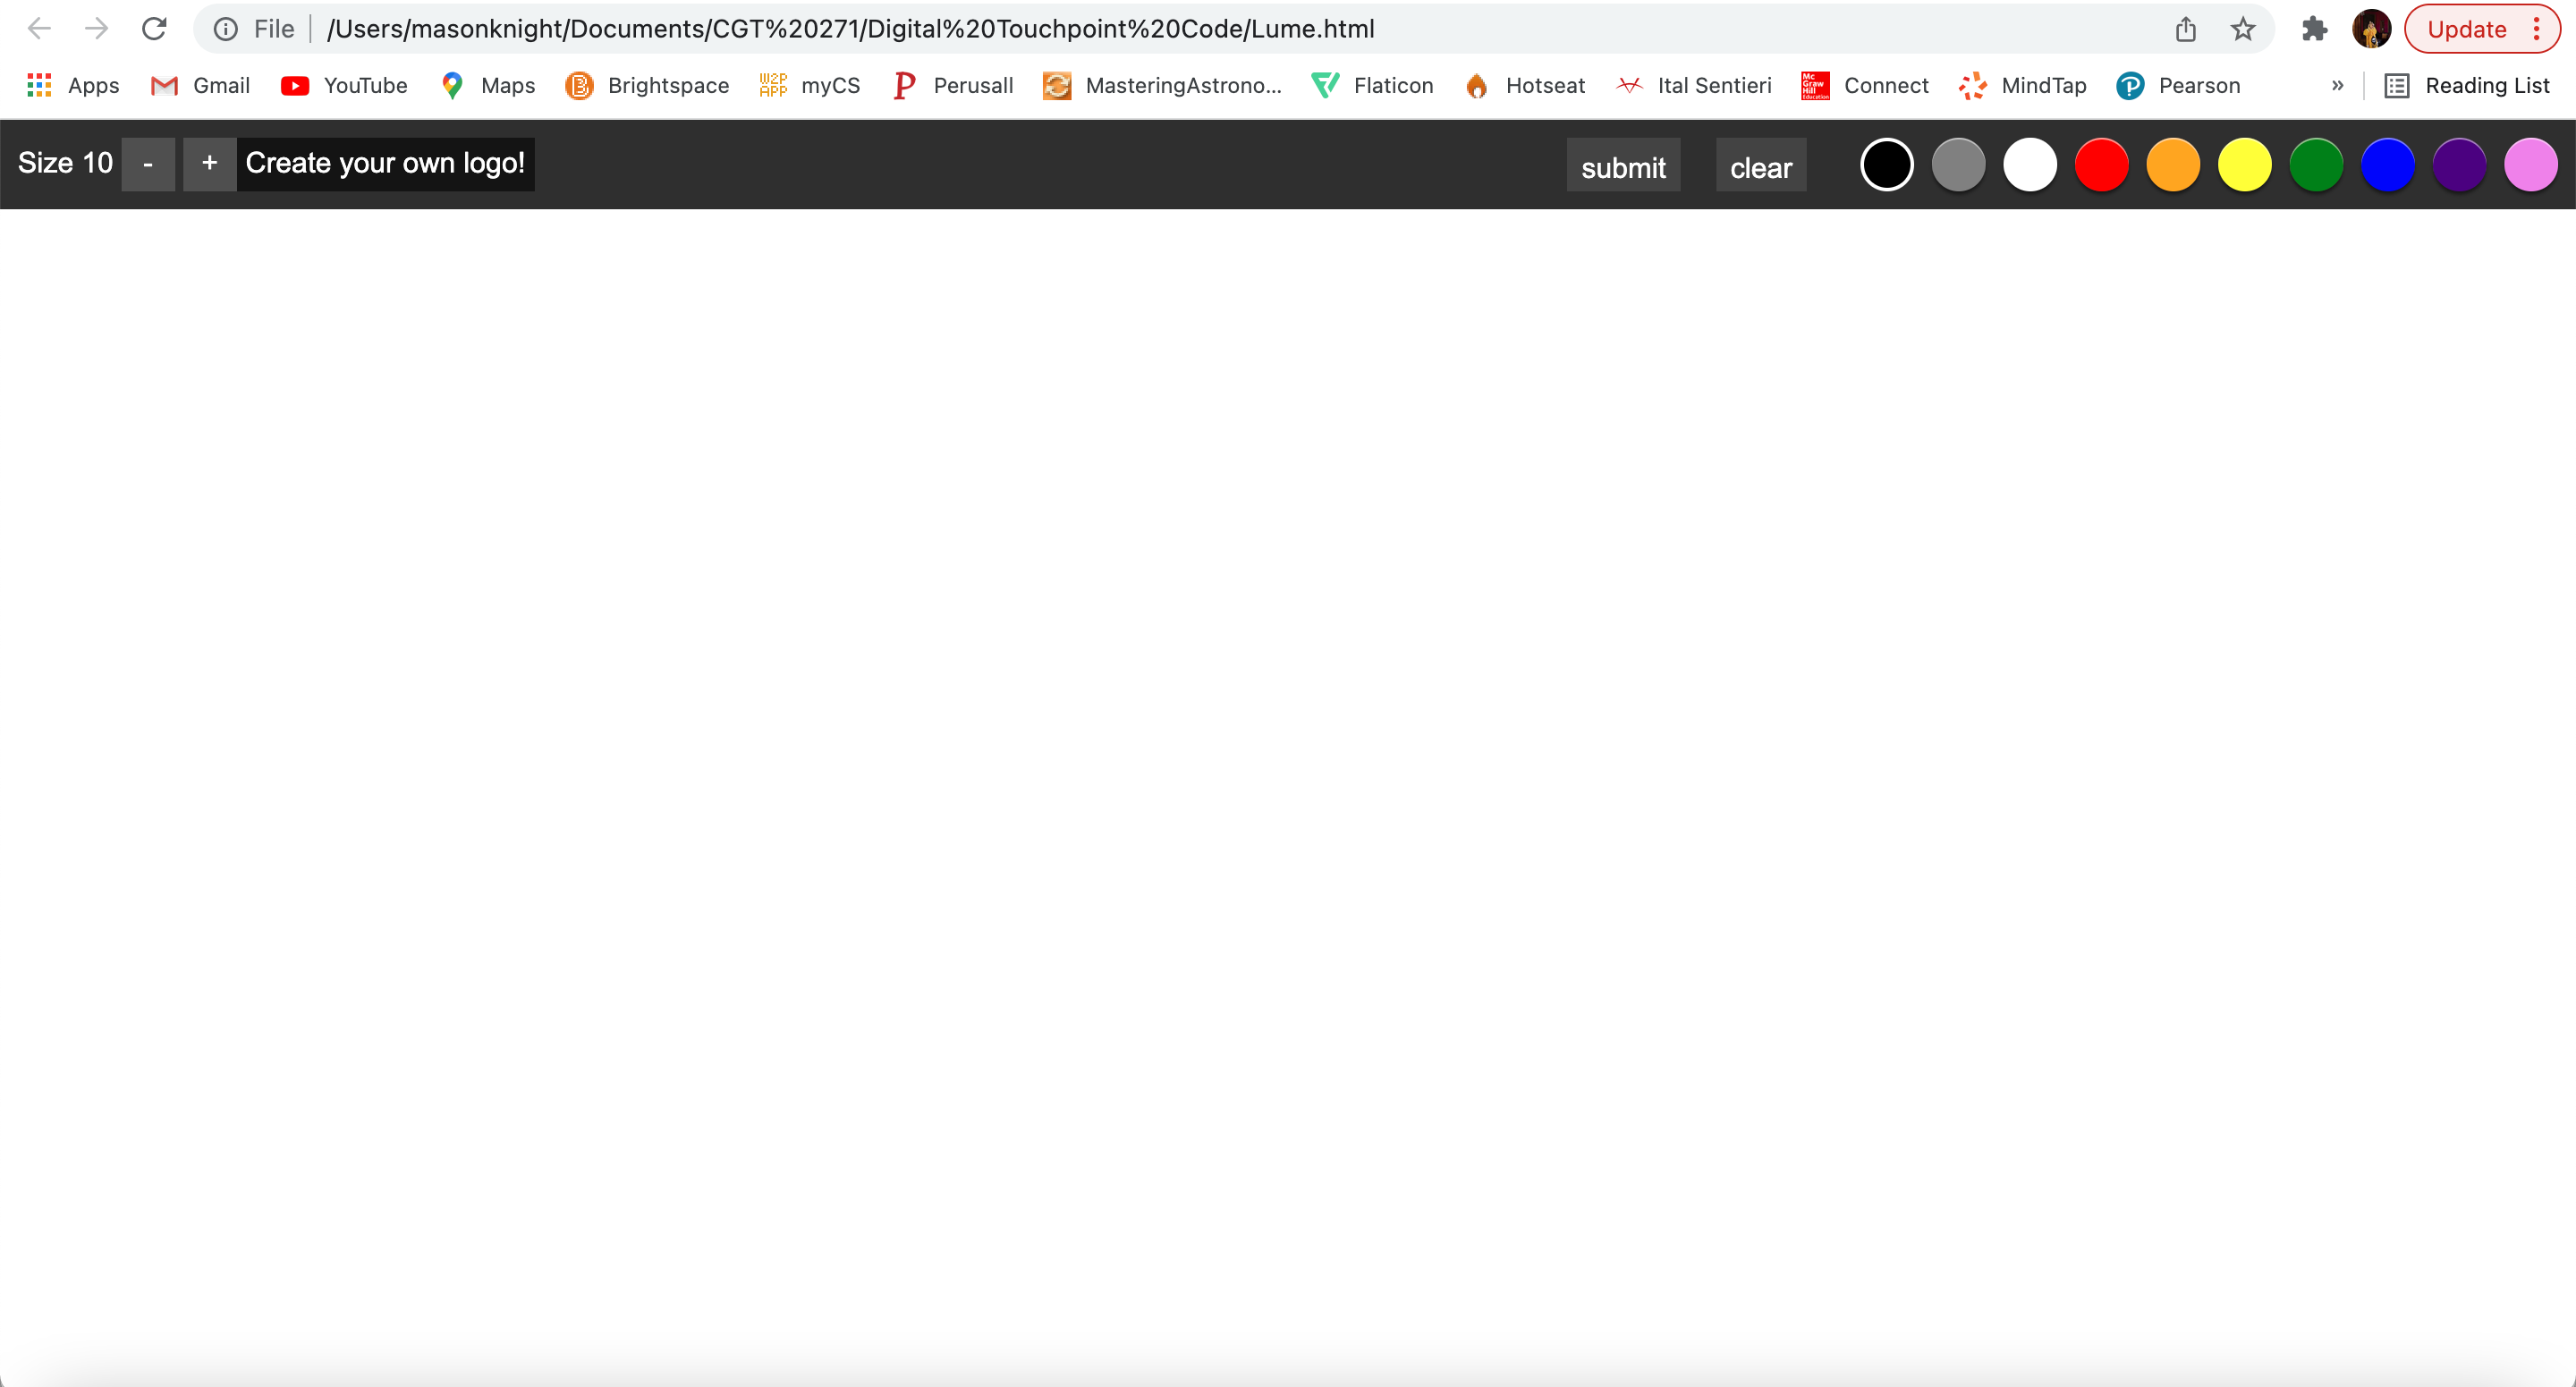 File /Users/masonknight/Documents/CGT%20271/Digital%20Touchpoint%20Code/Lume.html Update
Apps Gmail YouTube Maps Brightspace myCS Perusall MasteringAstrono... Flaticon Hotseat Ital Sentieri Connect MindTap Pearson » Reading List
Size 10 - + Create your own logo! submit clear